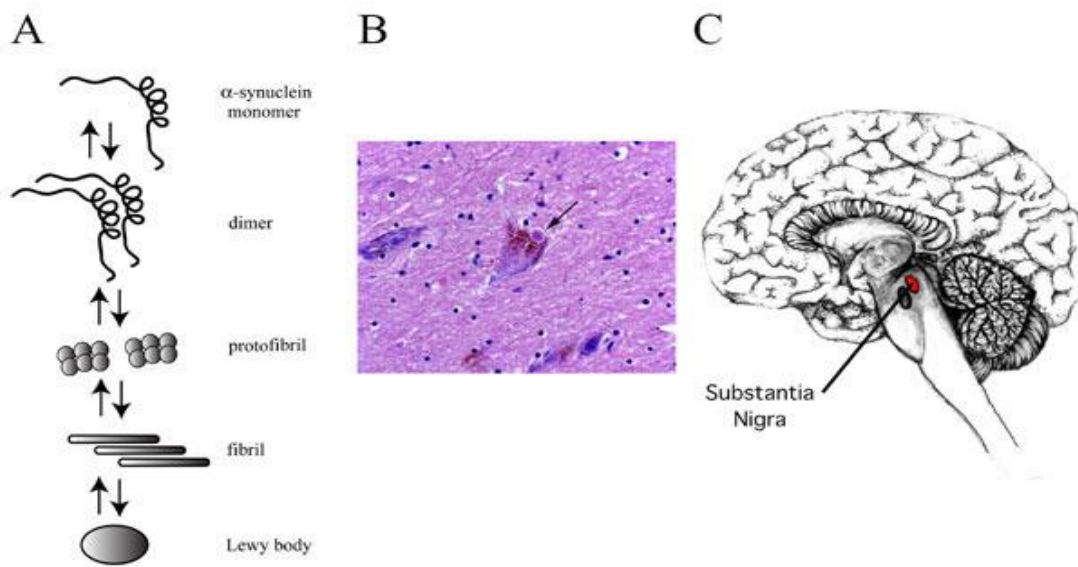 A
B
C
α-synuclein
monomer
dimer
protofibril
fibril
Lewy body
Substantia
Nigra